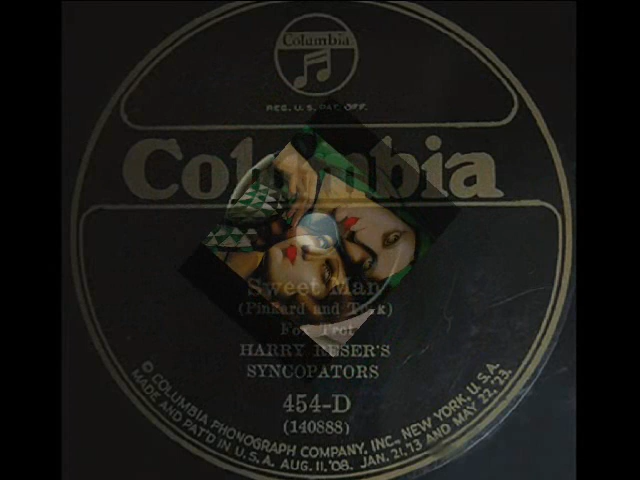 Columbia
REG. U.S. PAT. OFF.
Columbia
Sweet Man
(Pinkard and Turk)
Fox Trot
HARRY RESER'S
SYNCOPATORS
454-D
(140888)
© COLUMBIA PHONOGRAPH COMPANY, INC., NEW YORK, U.S.A.
MADE AND PAT'D IN U.S.A. AUG. 11,'08. JAN. 21,'13 AND MAY 22,'23.